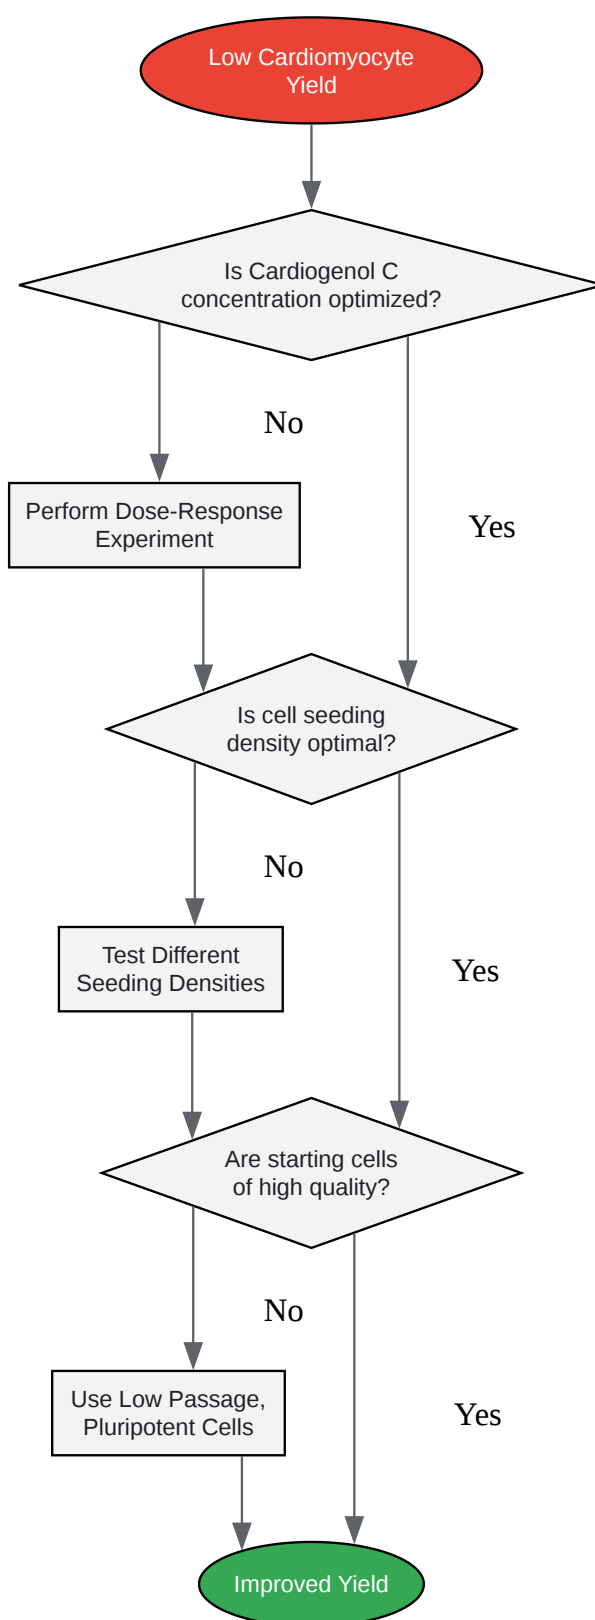 Low Cardiomyocyte
Yield
Is Cardiogenol C
concentration optimized?
No
Perform Dose-Response
Experiment
Yes
Is cell seeding
density optimal?
No
Test Different
Seeding Densities
Yes
Are starting cells
of high quality?
No
Use Low Passage,
Pluripotent Cells
Yes
Improved Yield